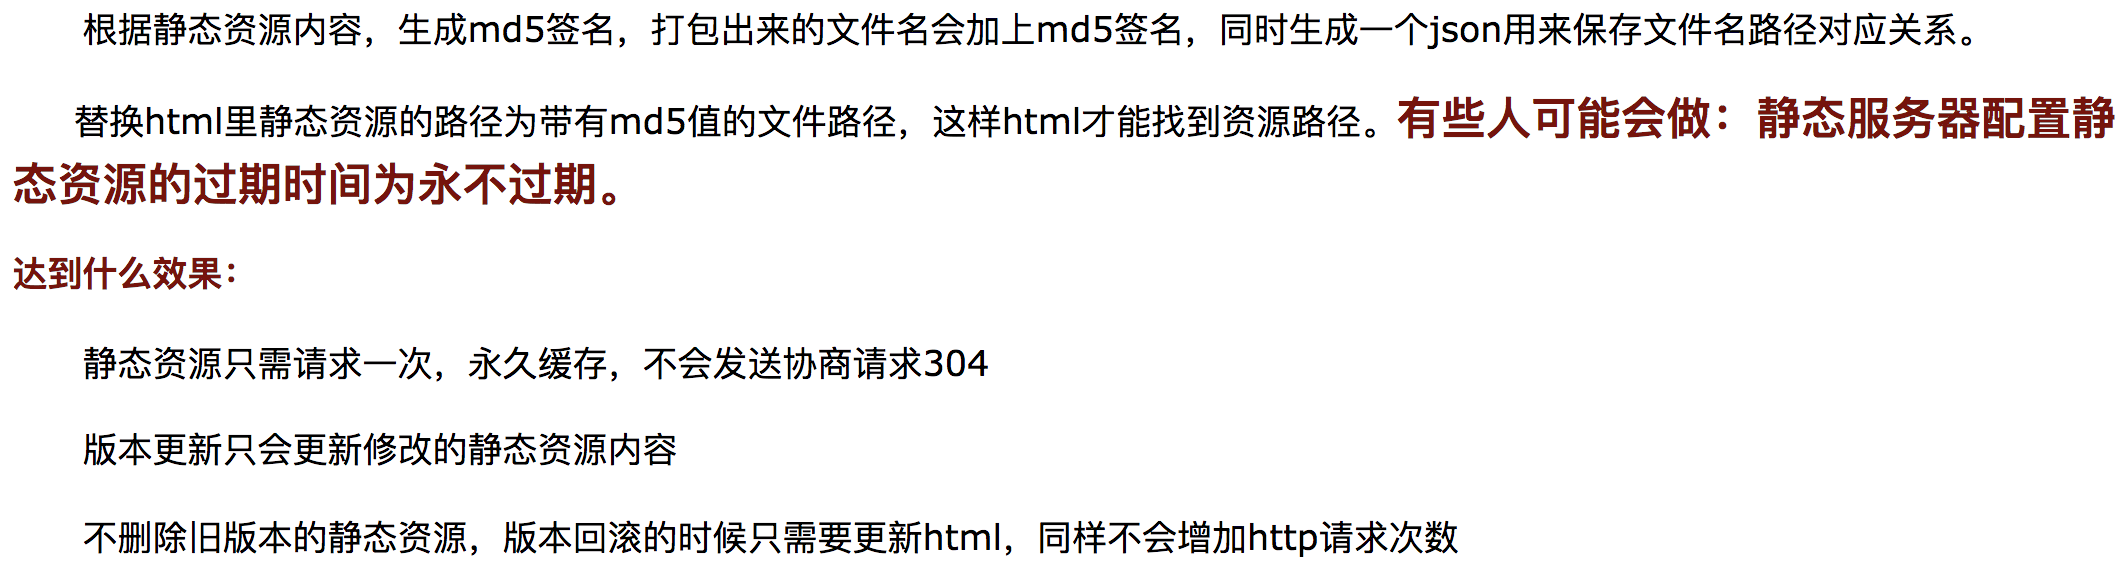 根据静态资源内容，生成md5签名，打包出来的文件名会加上md5签名，同时生成一个json用来保存文件名路径对应关系。
替换html里静态资源的路径为带有md5值的文件路径，这样html才能找到资源路径。有些人可能会做：静态服务器配置静
态资源的过期时间为永不过期。
达到什么效果：
静态资源只需请求一次，永久缓存，不会发送协商请求304
版本更新只会更新修改的静态资源内容
不删除旧版本的静态资源，版本回滚的时候只需要更新html，同样不会增加http请求次数